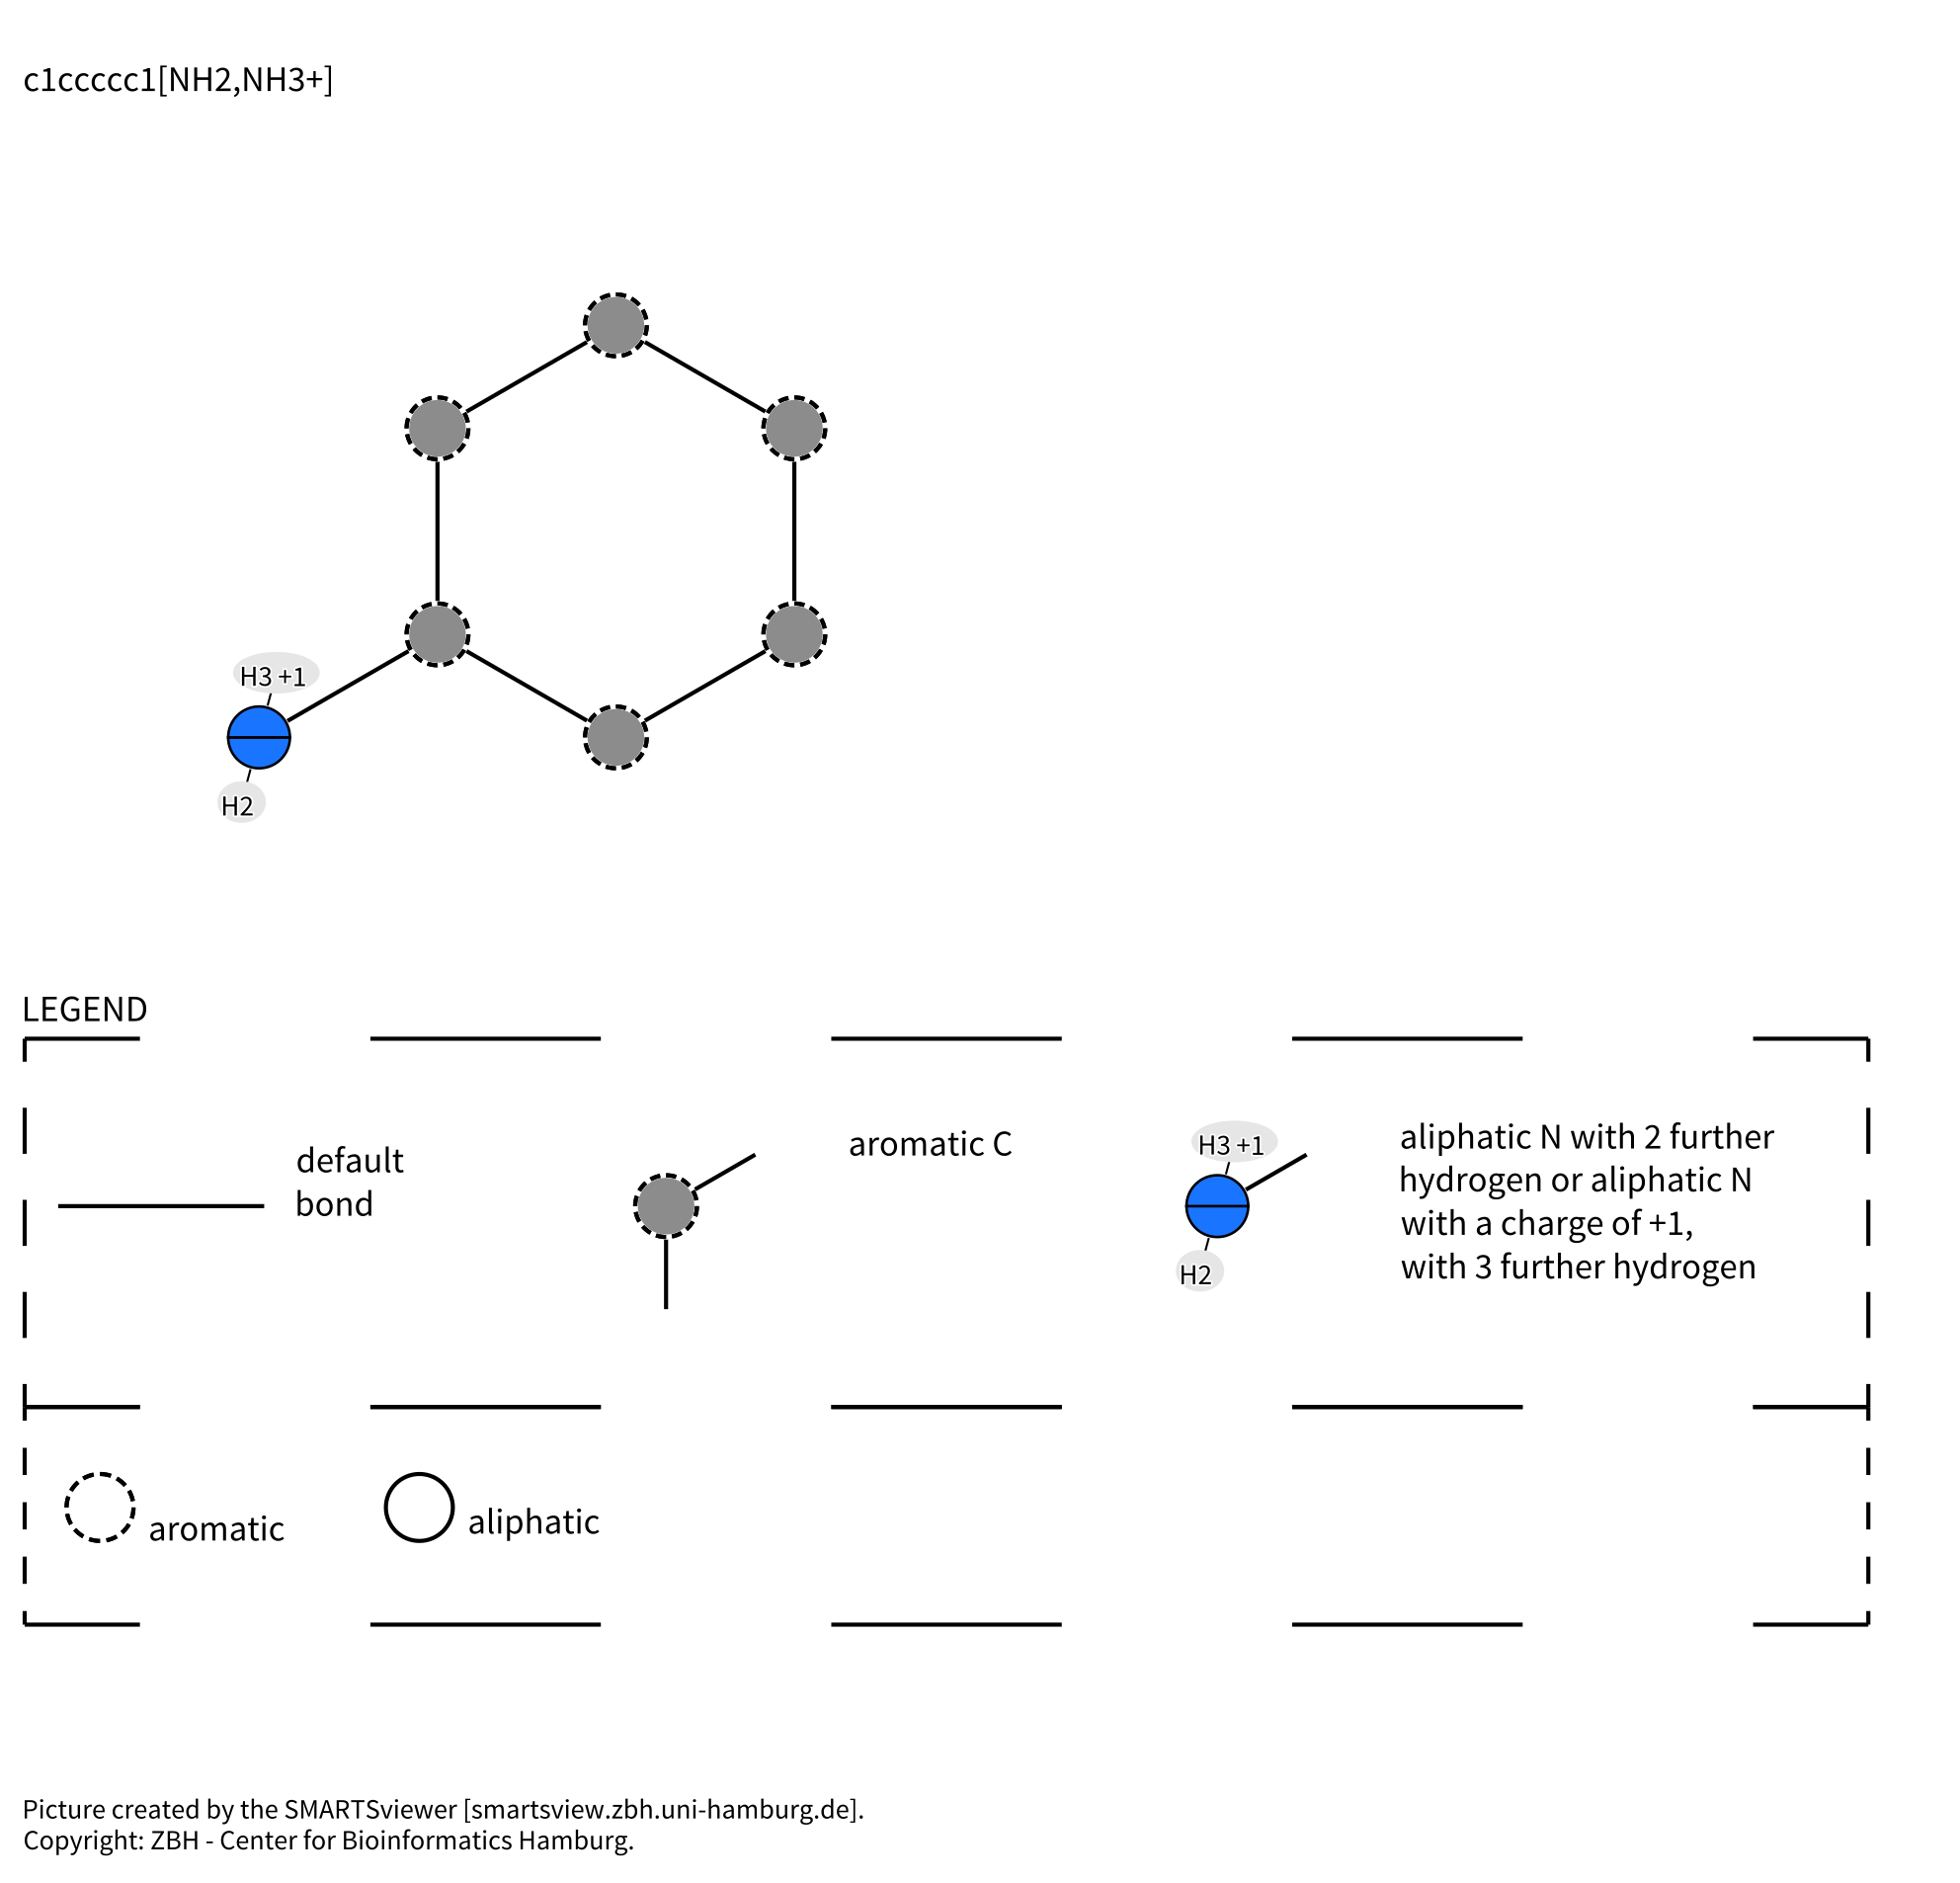 c1ccccc1[NH2,NH3+]
H3 +1
H2
LEGEND
default
bond
aromatic C
H3 +1
H2
aliphatic N with 2 further
hydrogen or aliphatic N
with a charge of +1,
with 3 further hydrogen
aromatic
aliphatic
Picture created by the SMARTSviewer [smartsview.zbh.uni-hamburg.de].
Copyright: ZBH - Center for Bioinformatics Hamburg.